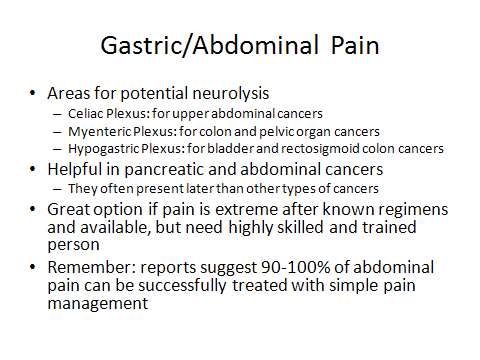 Gastric/Abdominal Pain
• Areas for potential neurolysis
– Celiac Plexus: for upper abdominal cancers
– Myenteric Plexus: for colon and pelvic organ cancers
– Hypogastric Plexus: for bladder and rectosigmoid colon cancers
• Helpful in pancreatic and abdominal cancers
– They often present later than other types of cancers
• Great option if pain is extreme after known regimens
and available, but need highly skilled and trained
person
• Remember: reports suggest 90-100% of abdominal
pain can be successfully treated with simple pain
management